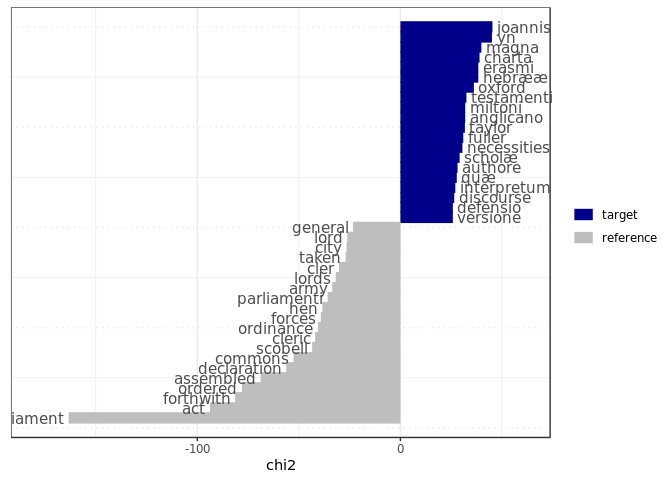 joannis
yn
magna
charta
erasmi
hebrææ
oxford
testamenti
miltoni
anglicano
taylor
fuller
necessities
scholæ
authore
quæ
interpretum
discourse
defensio
versione
general
lord
city
taken
cler
lords
army
parliamenti
hen
forces
ordinance
cleric
scobell
commons
declaration
assembled
ordered
forthwith
act
iament
target
reference
-100
0
chi2